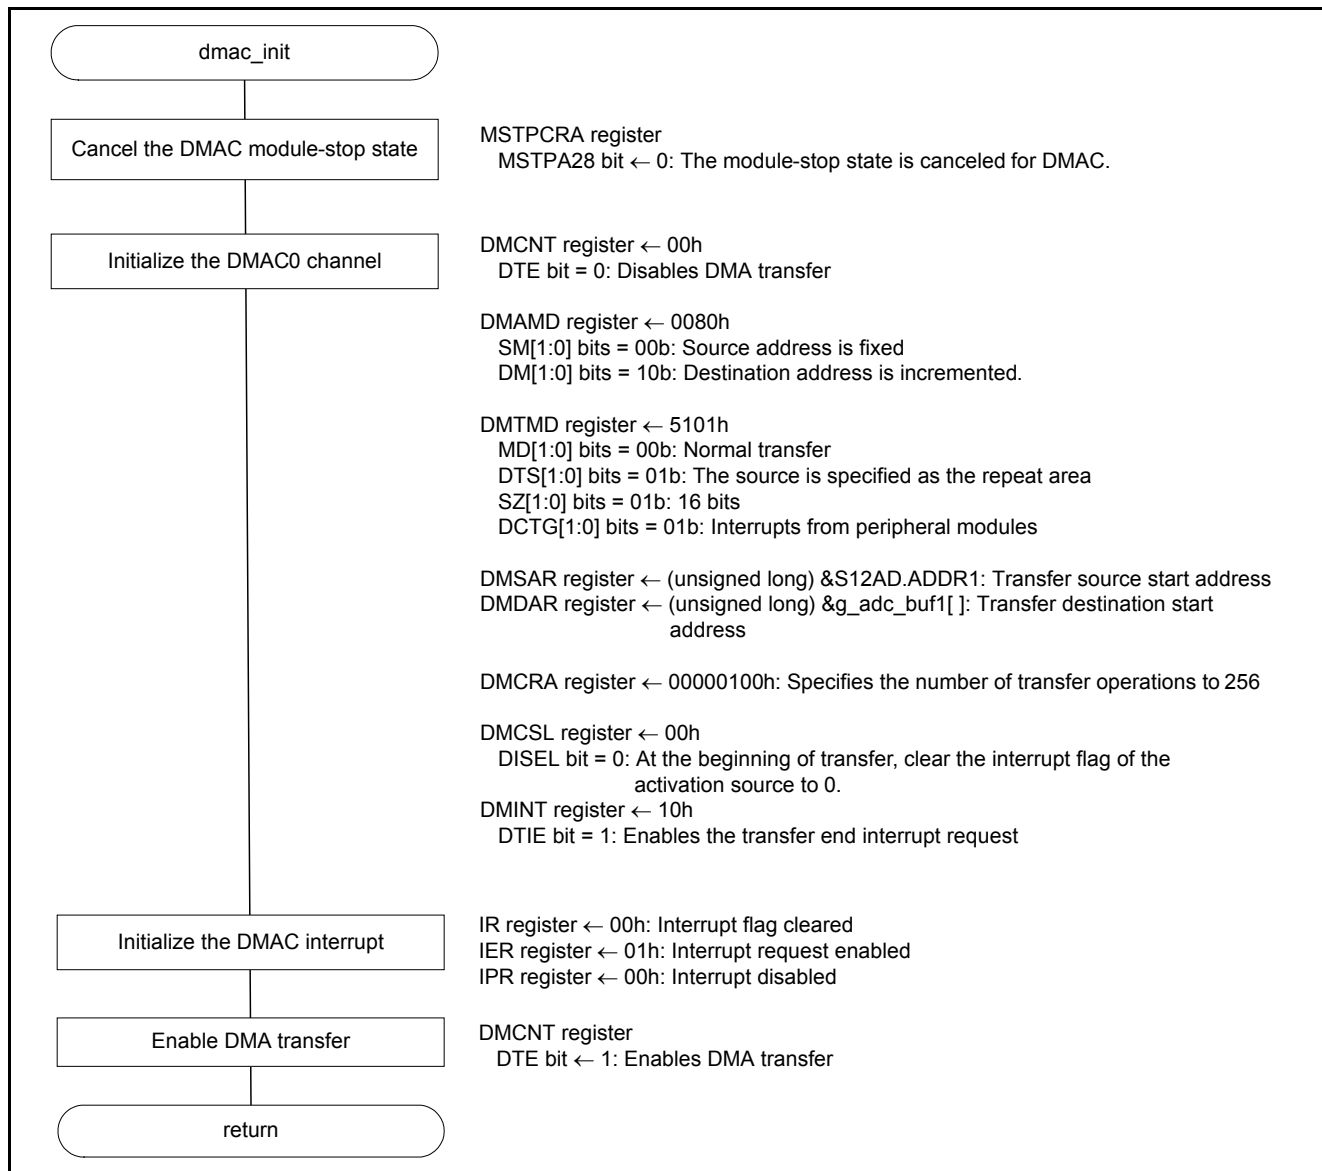 dmac_init
Cancel the DMAC module-stop state
MSTPCRA register
MSTPA28 bit ← 0: The module-stop state is canceled for DMAC.
Initialize the DMAC0 channel
DMCNT register ← 00h
DTE bit = 0: Disables DMA transfer
DMAMD register ← 0080h
SM[1:0] bits = 00b: Source address is fixed
DM[1:0] bits = 10b: Destination address is incremented.
DMTMD register ← 5101h
MD[1:0] bits = 00b: Normal transfer
DTS[1:0] bits = 01b: The source is specified as the repeat area
SZ[1:0] bits = 01b: 16 bits
DCTG[1:0] bits = 01b: Interrupts from peripheral modules
DMSAR register ← (unsigned long) &S12AD.ADDR1: Transfer source start address
DMDAR register ← (unsigned long) &g_adc_buf1[ ]: Transfer destination start
address
DMCRA register ← 00000100h: Specifies the number of transfer operations to 256
DMCSL register ← 00h
DISEL bit = 0: At the beginning of transfer, clear the interrupt flag of the
activation source to 0.
DMINT register ← 10h
DTIE bit = 1: Enables the transfer end interrupt request
Initialize the DMAC interrupt
IR register ← 00h: Interrupt flag cleared
IER register ← 01h: Interrupt request enabled
IPR register ← 00h: Interrupt disabled
Enable DMA transfer
DMCNT register
DTE bit ← 1: Enables DMA transfer
return